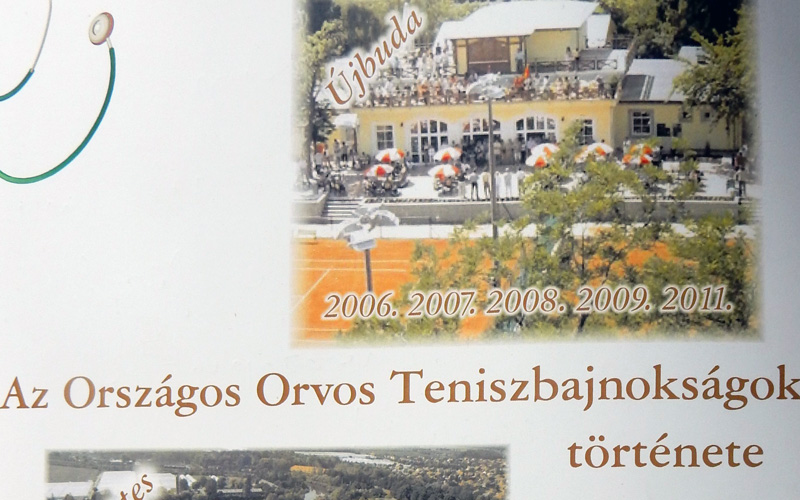 Újbuda
2006. 2007. 2008. 2009. 2011.
Az Országos Orvos Teniszbajnokságok
története